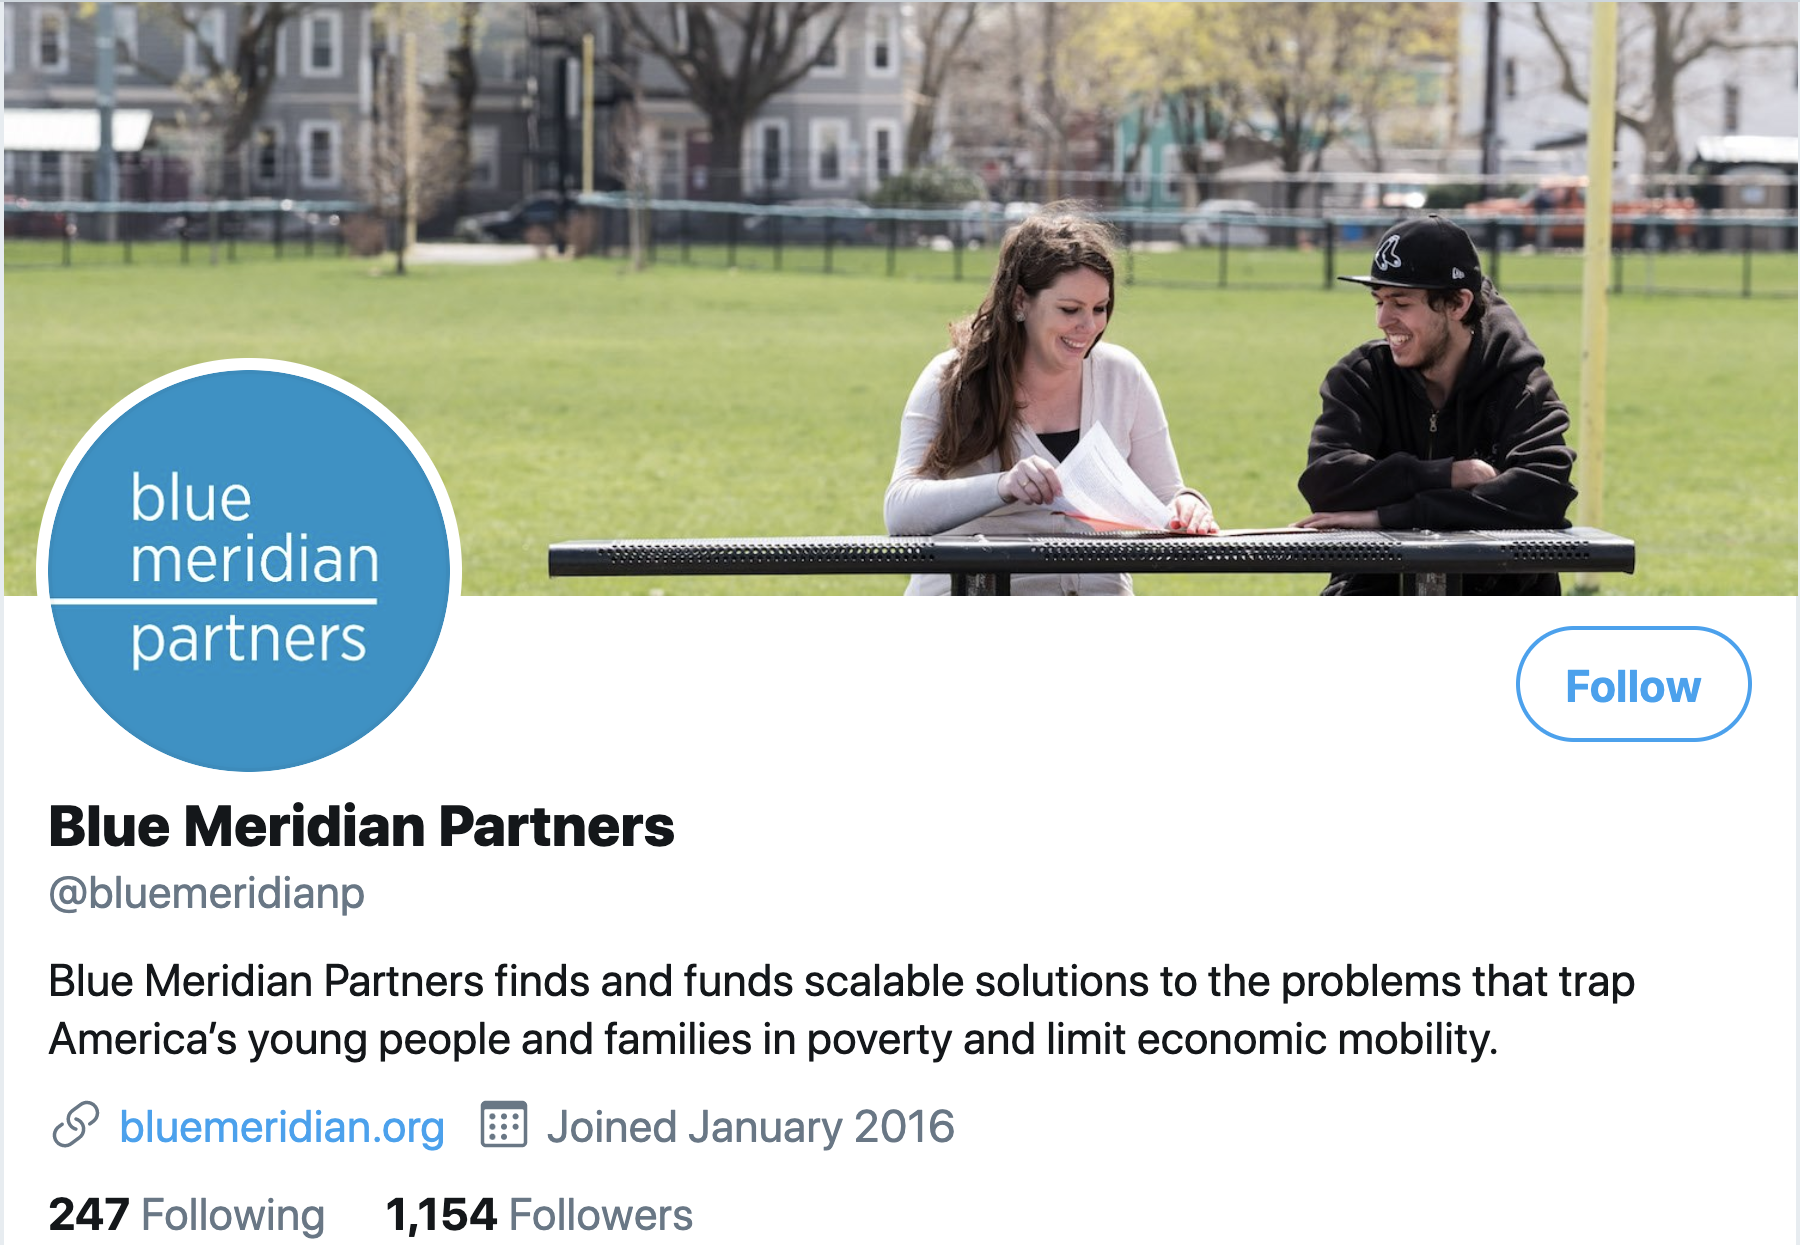 blue
meridian
partners
Follow
Blue Meridian Partners
@bluemeridianp
Blue Meridian Partners finds and funds scalable solutions to the problems that trap
America's young people and families in poverty and limit economic mobility.
bluemeridian.org Joined January 2016
247 Following 1,154 Followers